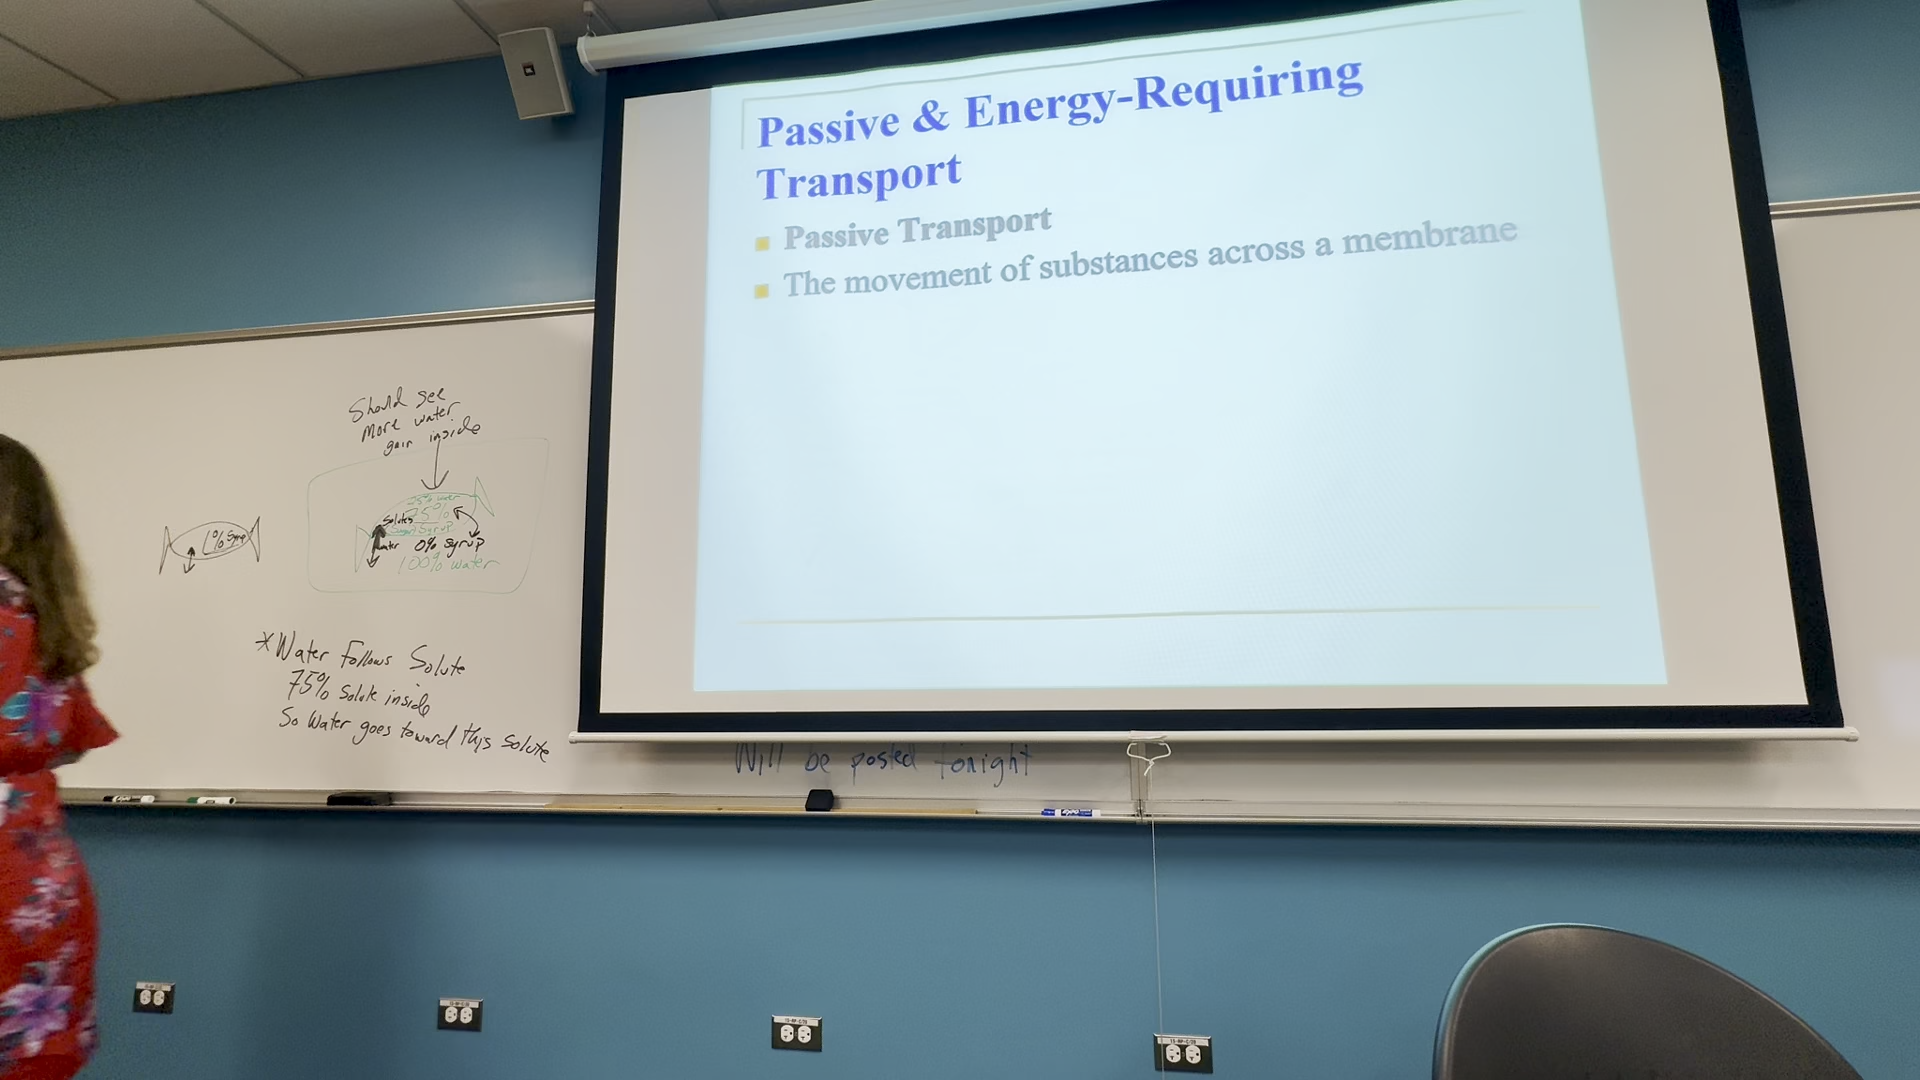 Passive & Energy-Requiring
Transport
Passive Transport
The movement of substances across a membrane
Should see
more water
gain inside
1% Syrup
25% water
75%
Sugar Syrup
Solutes
water
0% syrup
100% water
*Water Follows Solute
75% Solute inside
So Water goes toward this Solute
Will be posted tonight